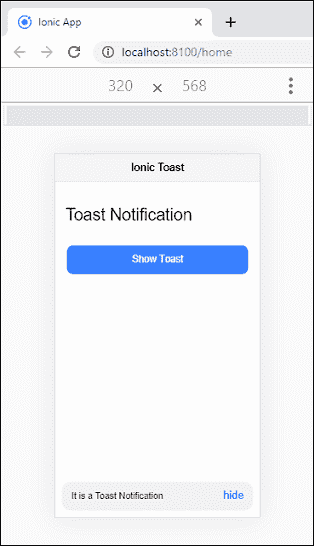 Ionic App
localhost:8100/home
320 × 568
Ionic Toast
Toast Notification
Show Toast
It is a Toast Notification hide